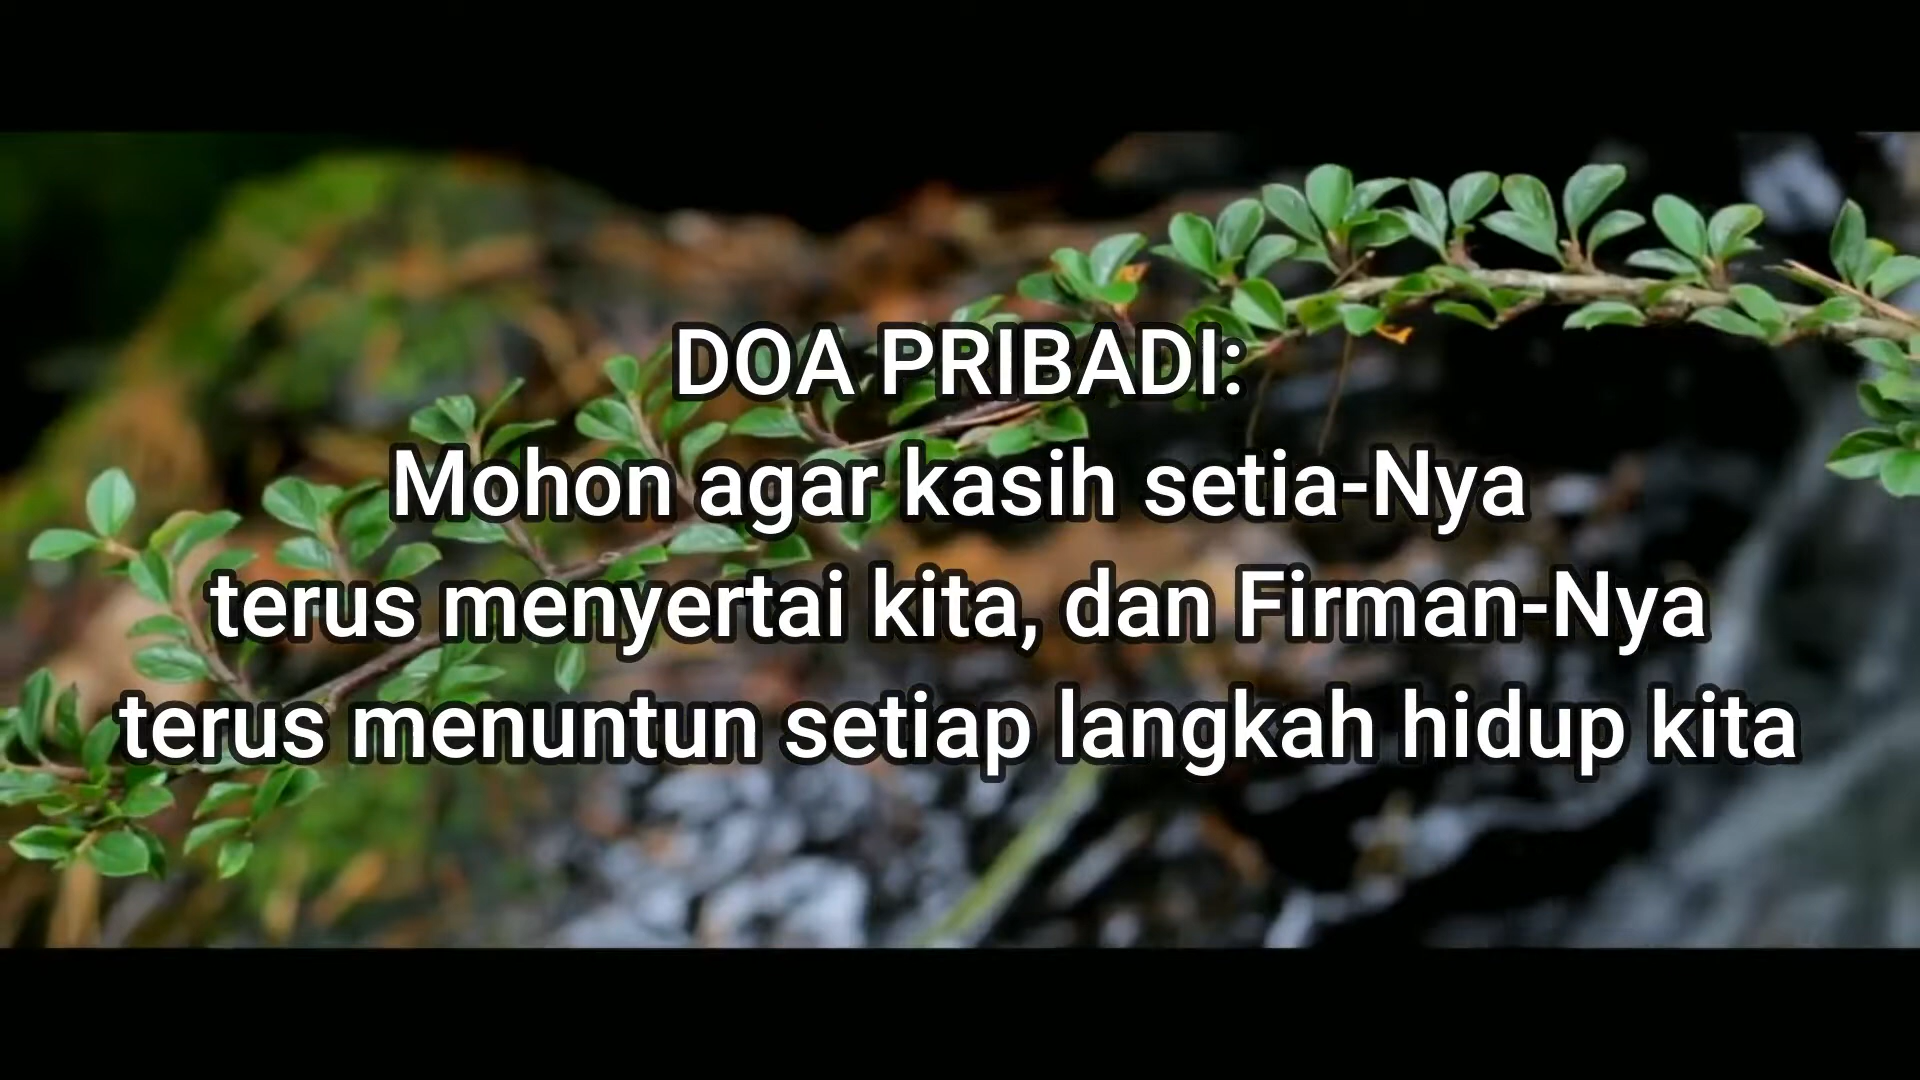 DOA PRIBADI:
Mohon agar kasih setia-Nya
terus menyertai kita, dan Firman-Nya
terus menuntun setiap langkah hidup kita